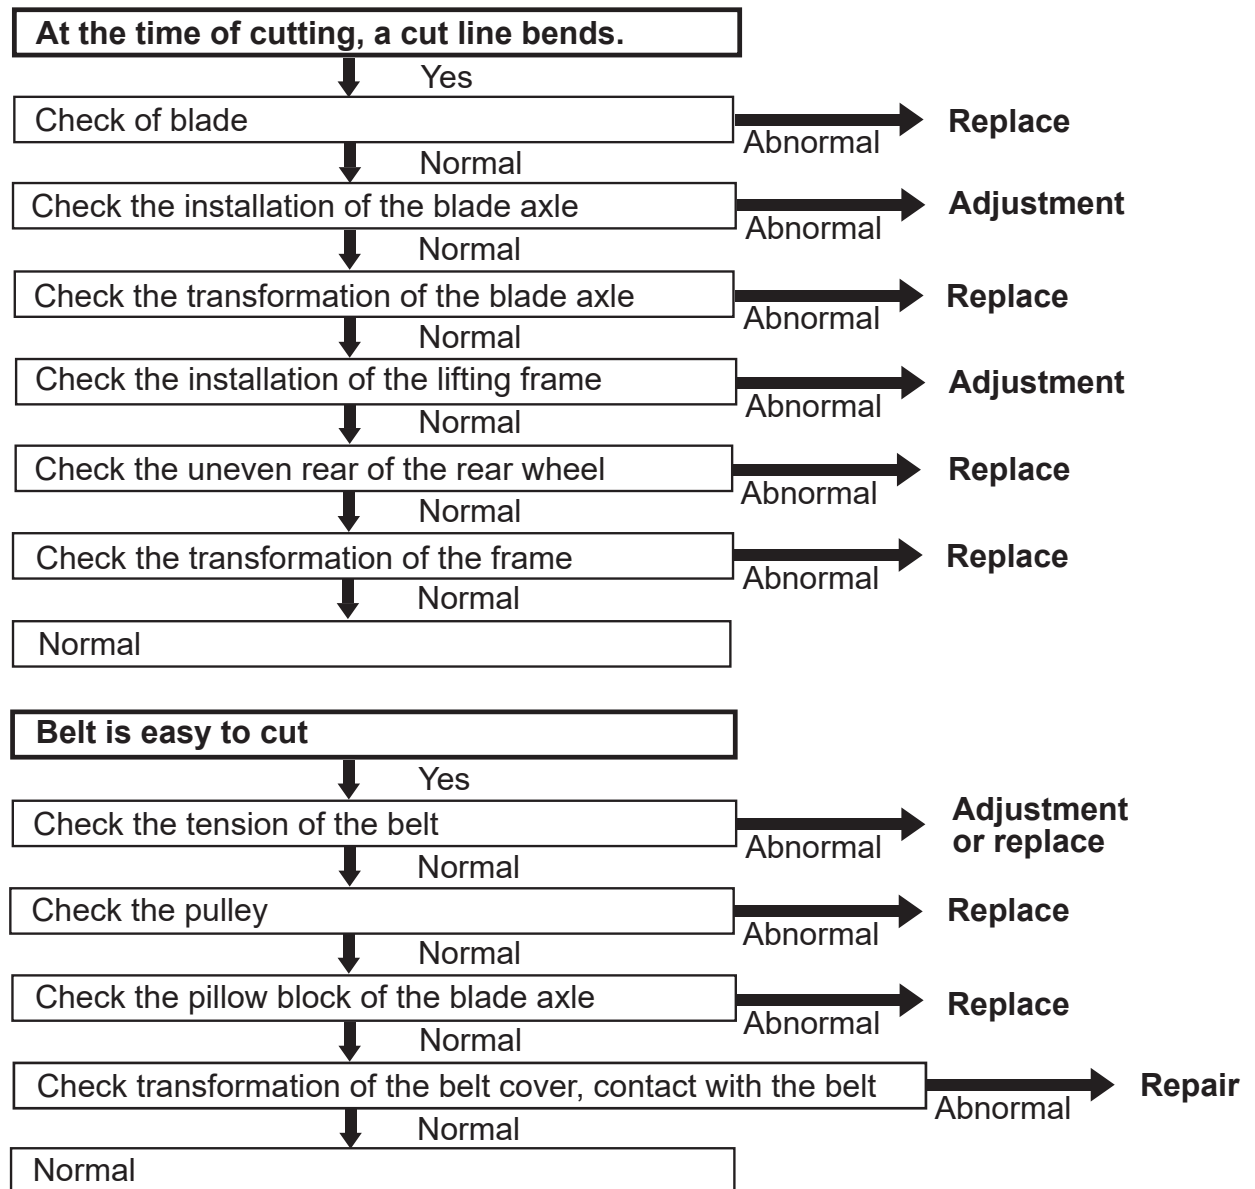 At the time of cutting, a cut line bends.
Yes
Check of blade
Abnormal
Replace
Normal
Check the installation of the blade axle
Abnormal
Adjustment
Normal
Check the transformation of the blade axle
Abnormal
Replace
Normal
Check the installation of the lifting frame
Abnormal
Adjustment
Normal
Check the uneven rear of the rear wheel
Abnormal
Replace
Normal
Check the transformation of the frame
Abnormal
Replace
Normal
Normal
Belt is easy to cut
Yes
Check the tension of the belt
Abnormal
Adjustment
or replace
Normal
Check the pulley
Abnormal
Replace
Normal
Check the pillow block of the blade axle
Abnormal
Replace
Normal
Check transformation of the belt cover, contact with the belt
Abnormal
Repair
Normal
Normal